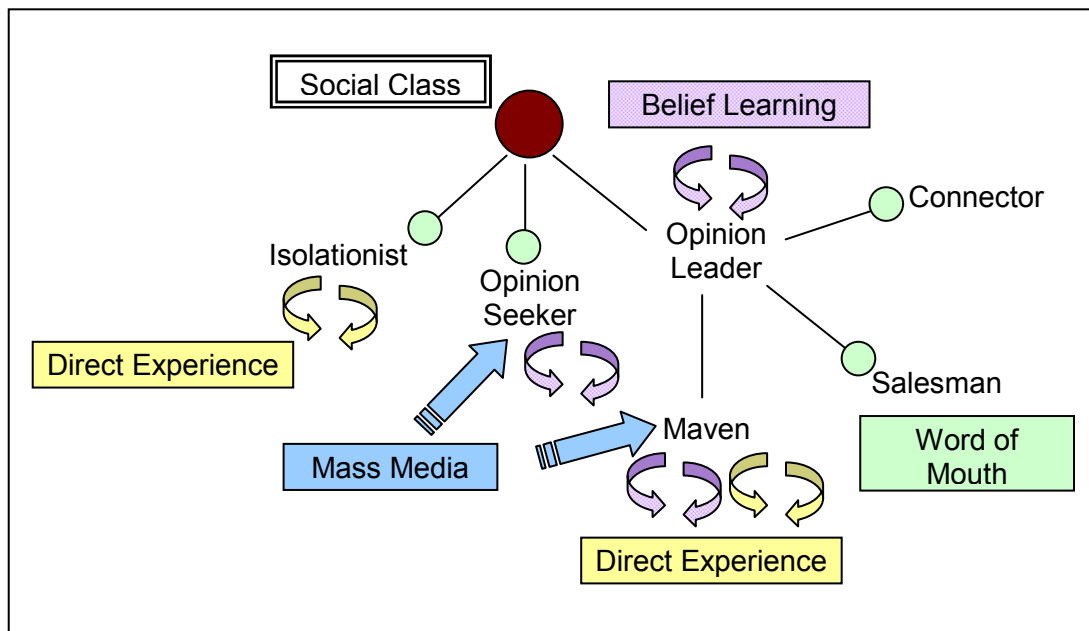 Social Class
Belief Learning
Connector
Isolationist
Opinion
Leader
Opinion
Seeker
Direct Experience
Salesman
Maven
Mass Media
Word of
Mouth
Direct Experience